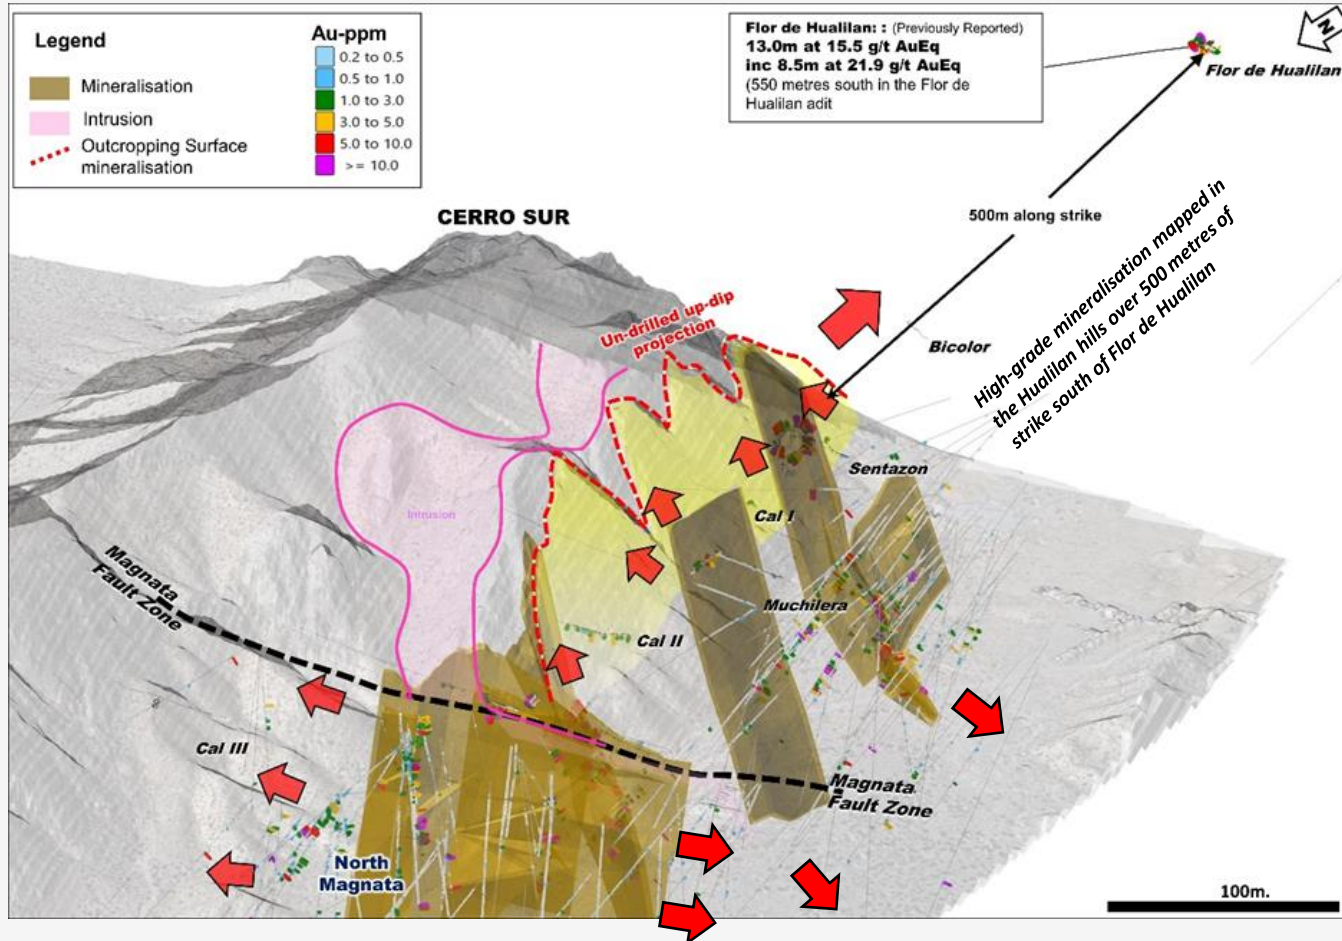 Legend
Mineralisation
Intrusion
Outcropping Surface
mineralisation
Au-ppm
0.2 to 0.5
0.5 to 1.0
1.0 to 3.0
3.0 to 5.0
5.0 to 10.0
>= 10.0
Flor de Hualilan: : (Previously Reported)
13.0m at 15.5 g/t AuEq
inc 8.5m at 21.9 g/t AuEq
(550 metres south in the Flor de
Hualilan adit
N
Flor de Hualilan
500m along strike
High-grade mineralisation mapped in
the Hualilan hills over 500 metres of
strike south of Flor de Hualilan
CERRO SUR
Un-drilled up-dip
projection
Bicolor
Sentazon
Cal I
Intrusion
Magnata
Fault Zone
Muchilera
Cal II
Cal III
Magnata
Fault Zone
North
Magnata
100m.